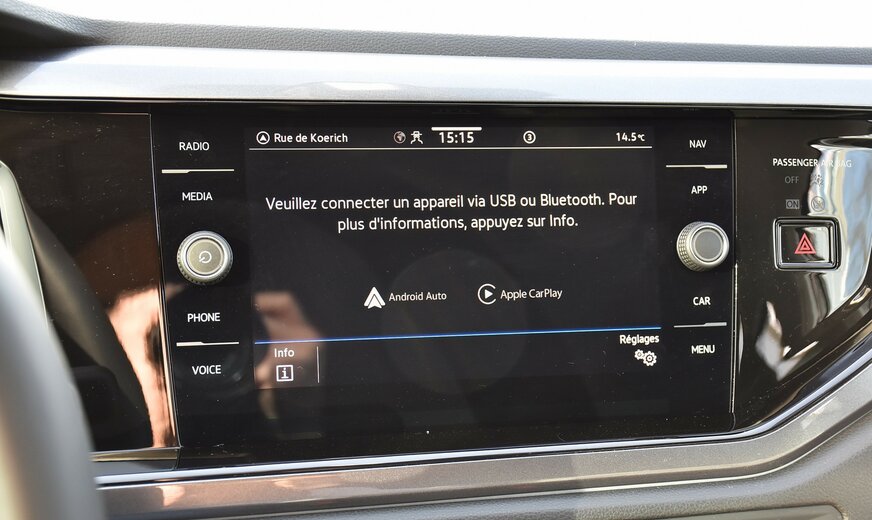 RADIO
MEDIA
PHONE
VOICE
Rue de Koerich
15:15
3
14.5°C
Veuillez connecter un appareil via USB ou Bluetooth. Pour
plus d'informations, appuyez sur Info.
Android Auto
Apple CarPlay
Info
i
Réglages
NAV
APP
CAR
MENU
PASSENGER AIR BAG
OFF
ON